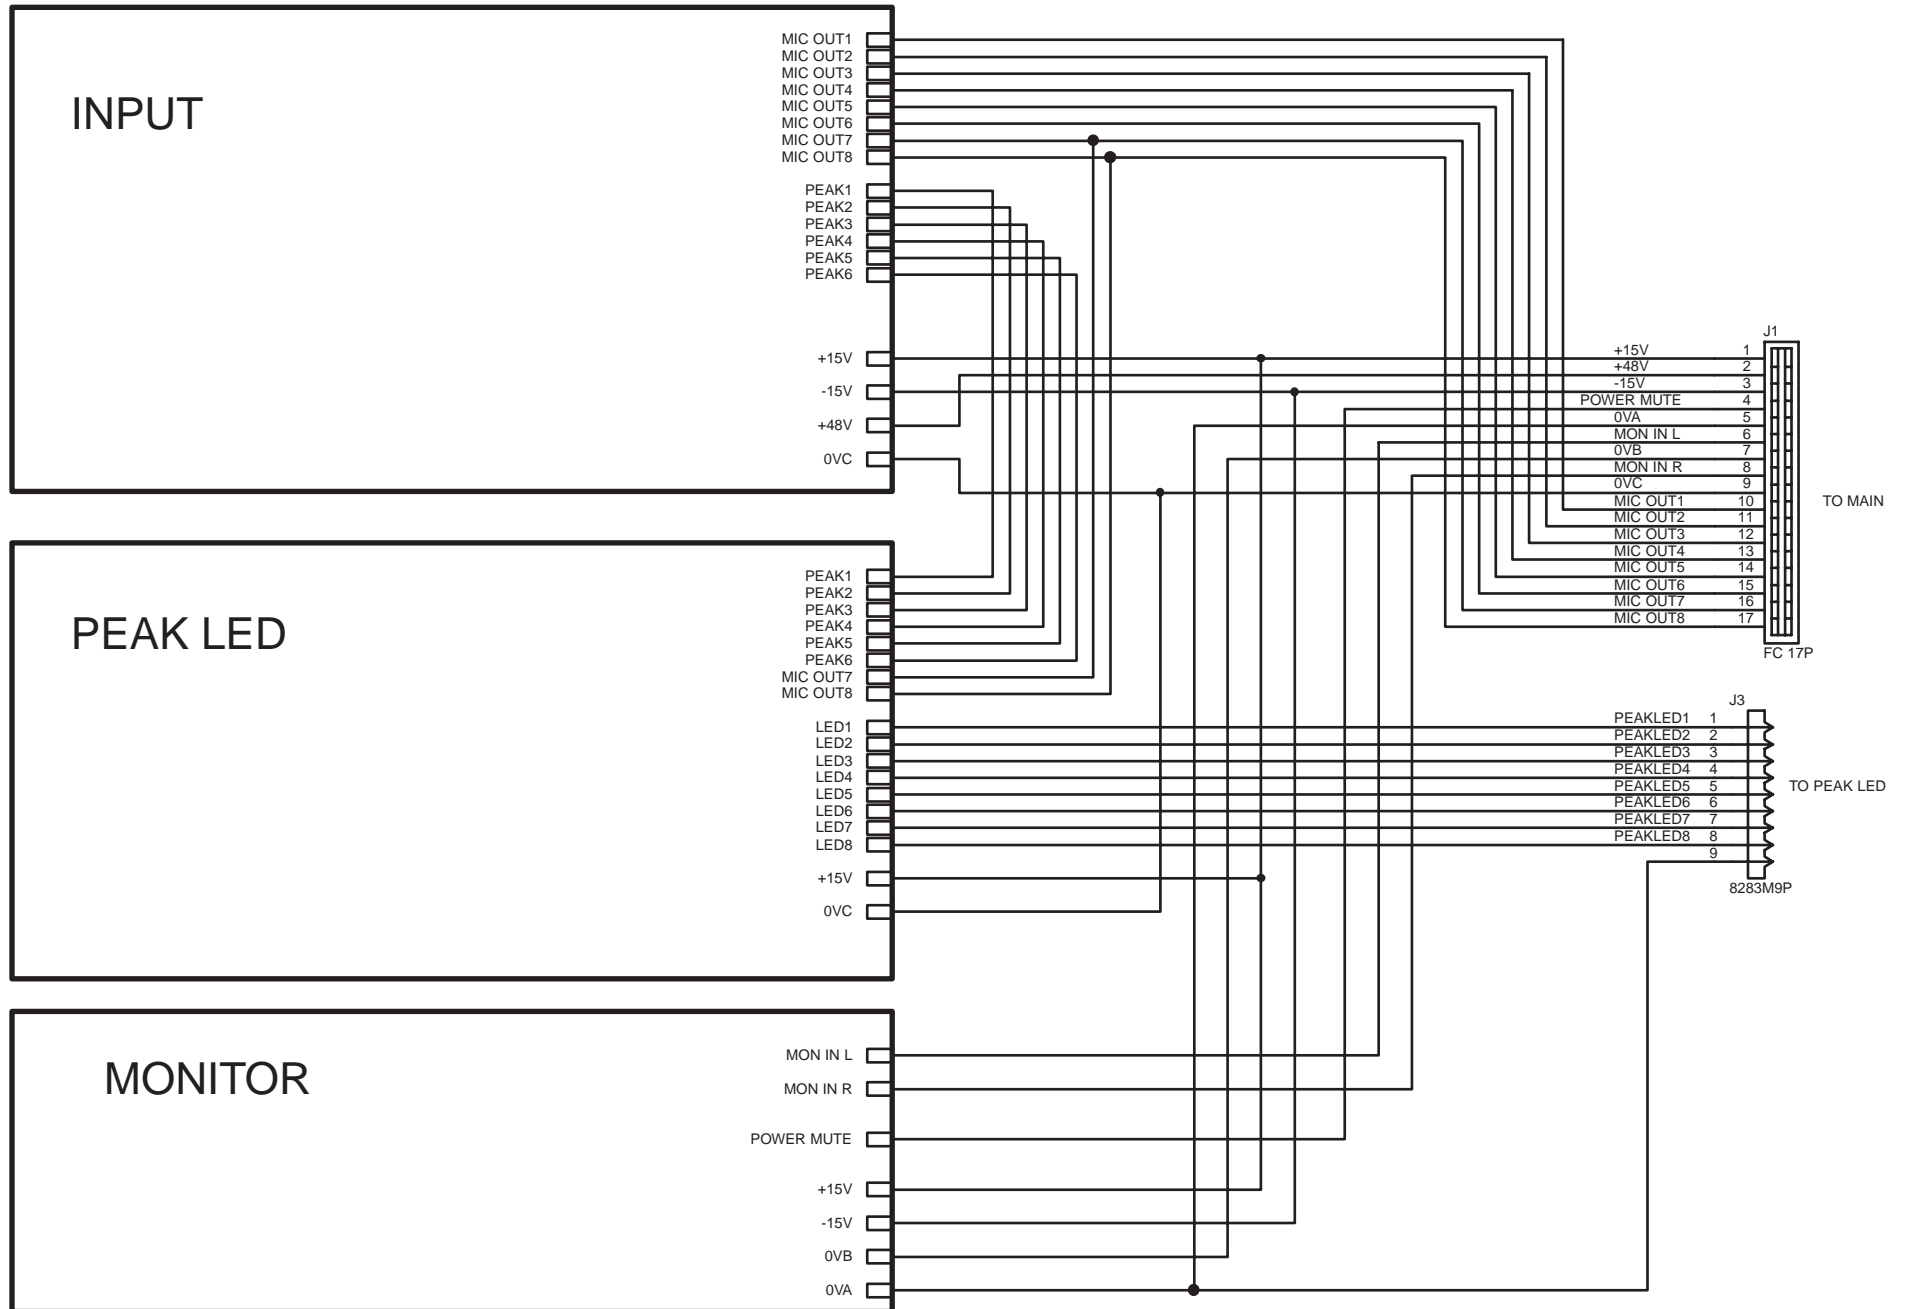 INPUT
MIC OUT1
MIC OUT2
MIC OUT3
MIC OUT4
MIC OUT5
MIC OUT6
MIC OUT7
MIC OUT8
PEAK1
PEAK2
PEAK3
PEAK4
PEAK5
PEAK6
+15V
-15V
+48V
0VC
J1
+15V 1
+48V 2
-15V 3
POWER MUTE 4
0VA 5
MON IN L 6
0VB 7
MON IN R 8
0VC 9
MIC OUT1 10
MIC OUT2 11
MIC OUT3 12
MIC OUT4 13
MIC OUT5 14
MIC OUT6 15
MIC OUT7 16
MIC OUT8 17
TO MAIN
FC 17P
PEAK LED
PEAK1
PEAK2
PEAK3
PEAK4
PEAK5
PEAK6
MIC OUT7
MIC OUT8
LED1
LED2
LED3
LED4
LED5
LED6
LED7
LED8
+15V
0VC
J3
PEAKLED1 1
PEAKLED2 2
PEAKLED3 3
PEAKLED4 4
PEAKLED5 5
PEAKLED6 6
PEAKLED7 7
PEAKLED8 8
9
TO PEAK LED
8283M9P
MONITOR
MON IN L
MON IN R
POWER MUTE
+15V
-15V
0VB
0VA